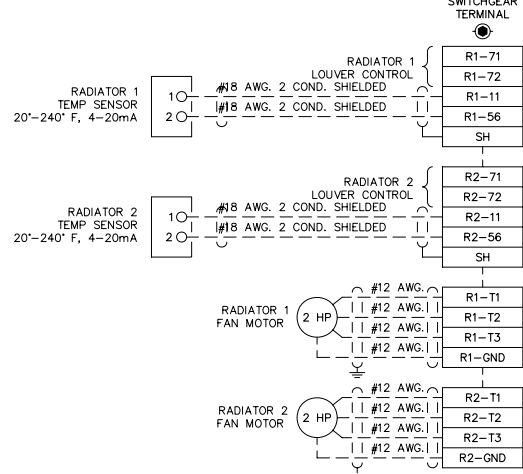 SWITCHGEAR
TERMINAL
RADIATOR 1
LOUVER CONTROL
R1-71
R1-72
RADIATOR 1
TEMP SENSOR
20°-240° F, 4-20mA
1
2
#18 AWG. 2 COND. SHIELDED
#18 AWG. 2 COND. SHIELDED
R1-11
R1-56
SH
RADIATOR 2
LOUVER CONTROL
R2-71
R2-72
RADIATOR 2
TEMP SENSOR
20°-240° F, 4-20mA
1
2
#18 AWG. 2 COND. SHIELDED
#18 AWG. 2 COND. SHIELDED
R2-11
R2-56
SH
RADIATOR 1
FAN MOTOR
2 HP
#12 AWG.
#12 AWG.
#12 AWG.
#12 AWG.
R1-T1
R1-T2
R1-T3
R1-GND
RADIATOR 2
FAN MOTOR
2 HP
#12 AWG.
#12 AWG.
#12 AWG.
#12 AWG.
R2-T1
R2-T2
R2-T3
R2-GND